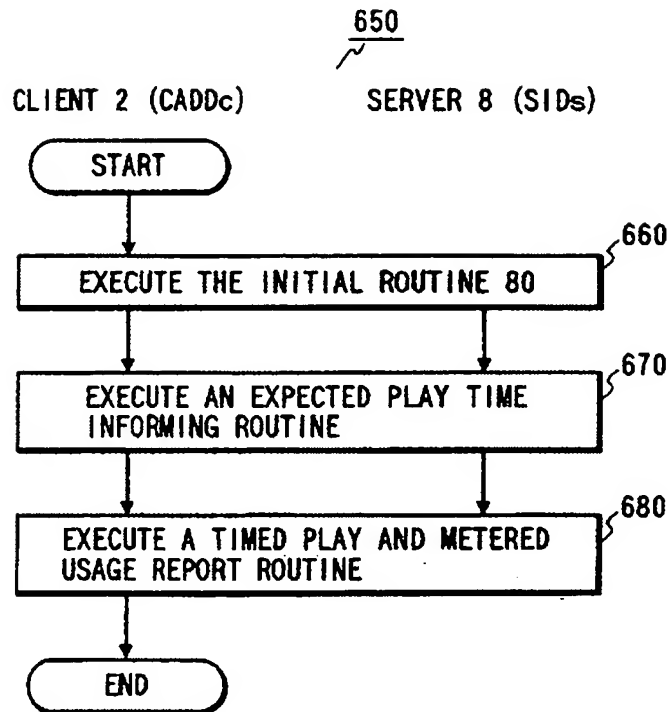 650
CLIENT 2 (CADDc)
SERVER 8 (SIDs)
START
660
EXECUTE THE INITIAL ROUTINE 80
670
EXECUTE AN EXPECTED PLAY TIME
INFORMING ROUTINE
680
EXECUTE A TIMED PLAY AND METERED
USAGE REPORT ROUTINE
END